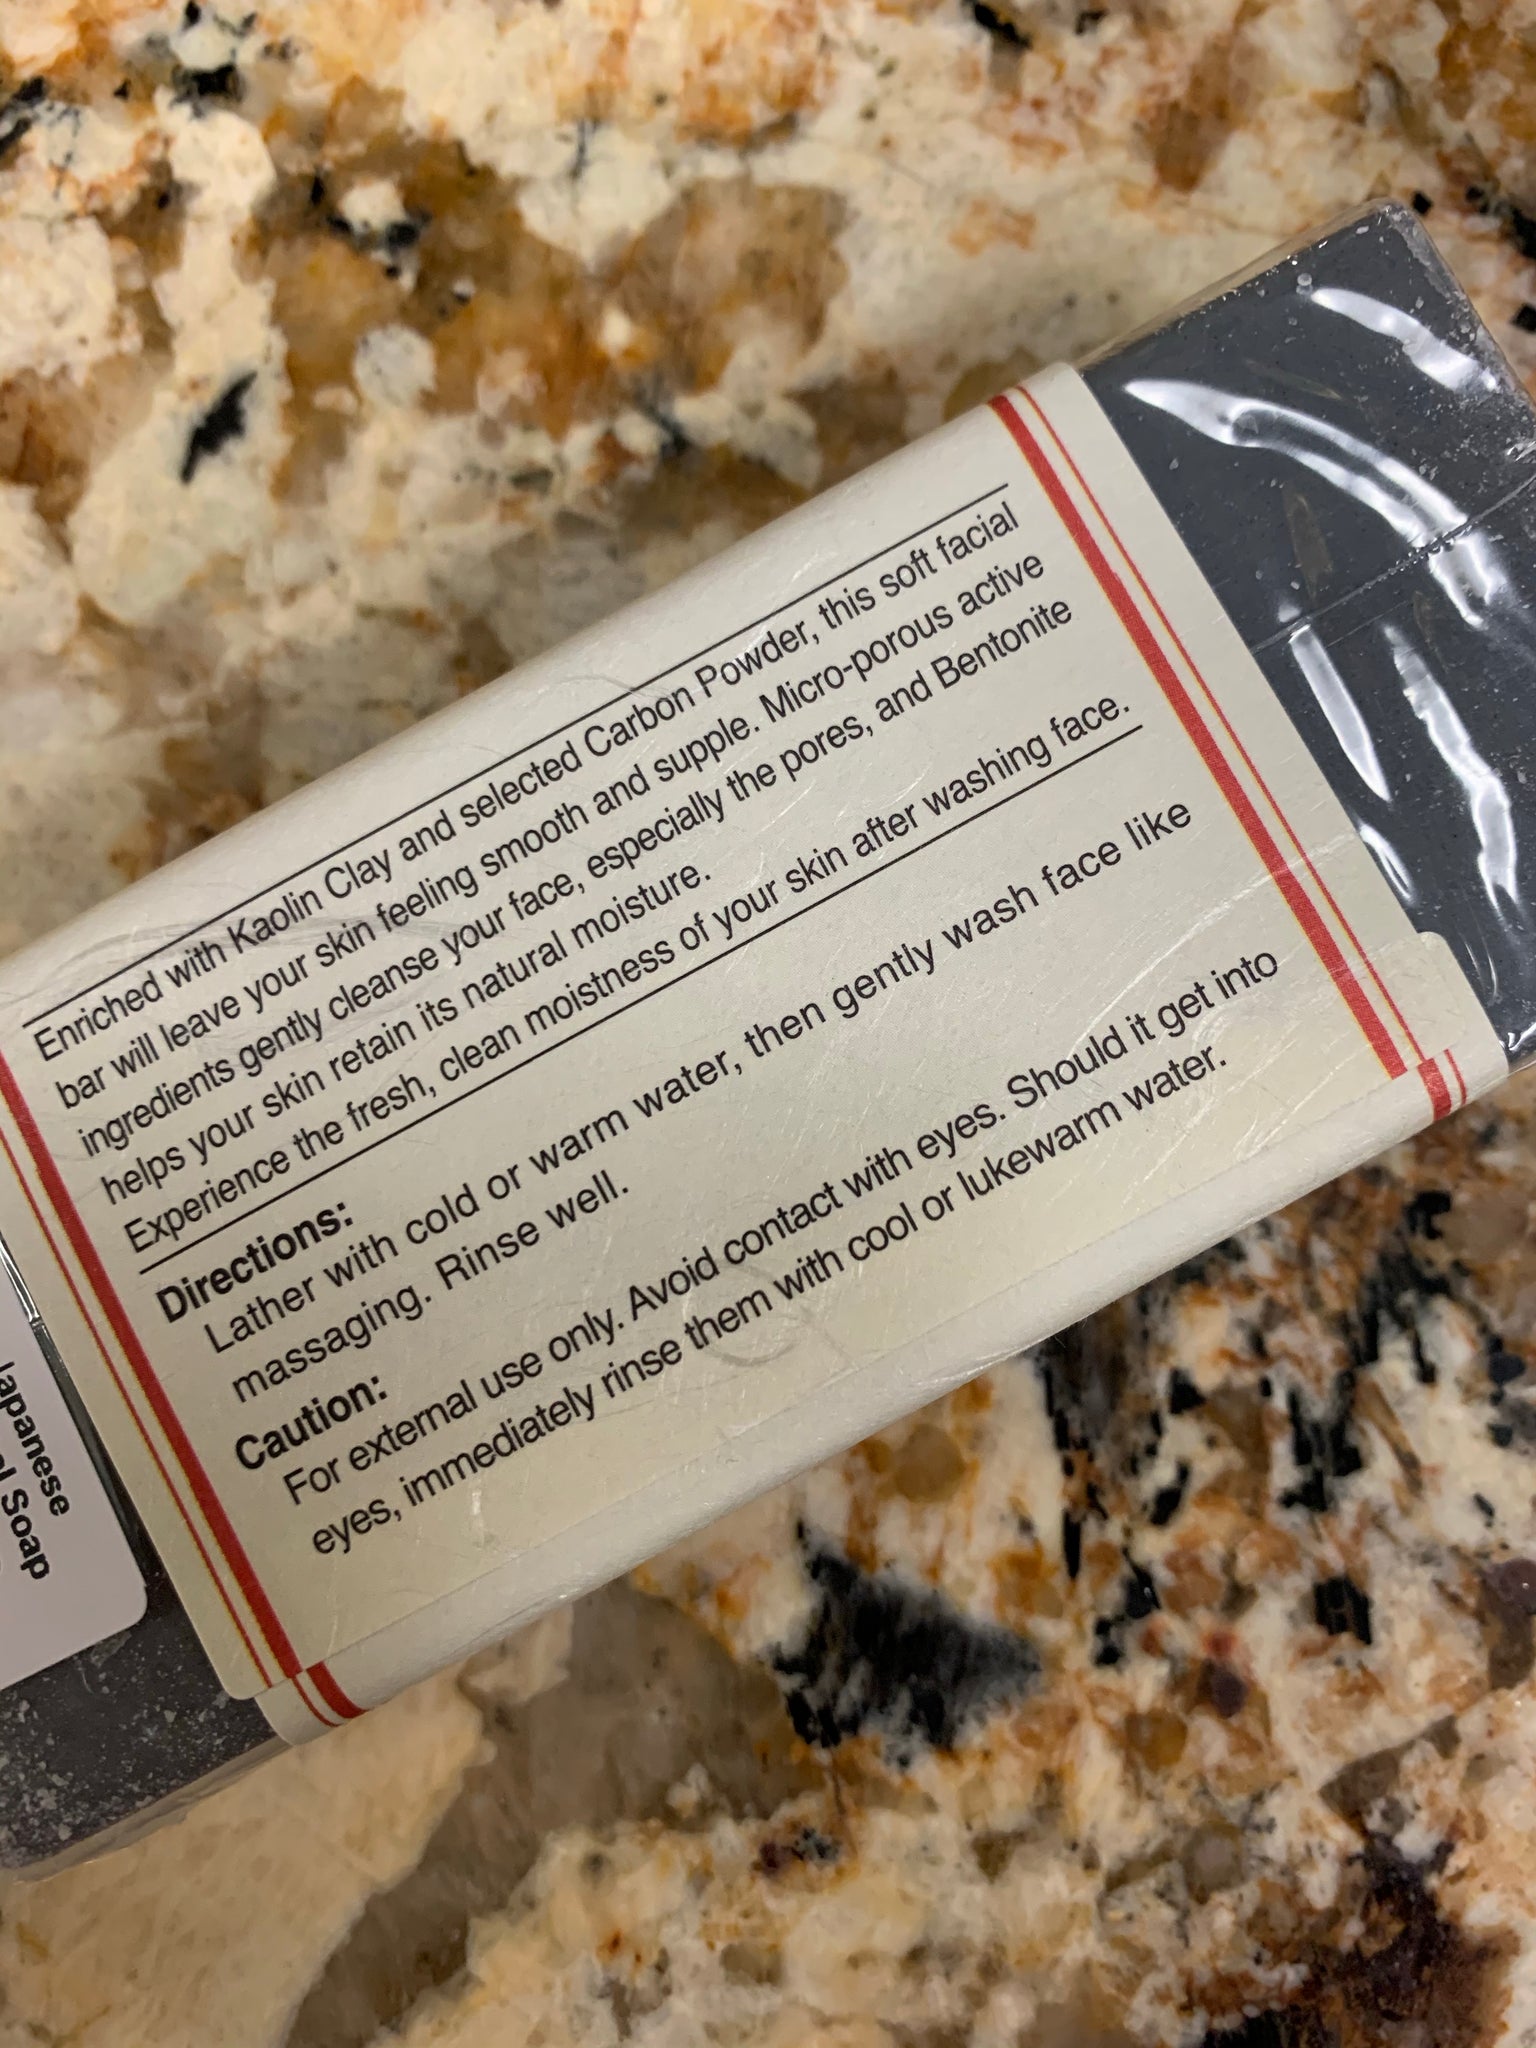 Enriched with Kaolin Clay and selected Carbon Powder, this soft facial
bar will leave your skin feeling smooth and supple. Micro-porous active
ingredients gently cleanse your face, especially the pores, and Bentonite
helps your skin retain its natural moisture.
Experience the fresh, clean moistness of your skin after washing face.
Directions:
Lather with cold or warm water, then gently wash face like
massaging. Rinse well.
Caution:
For external use only. Avoid contact with eyes. Should it get into
eyes, immediately rinse them with cool or lukewarm water.
Japanese
Soap